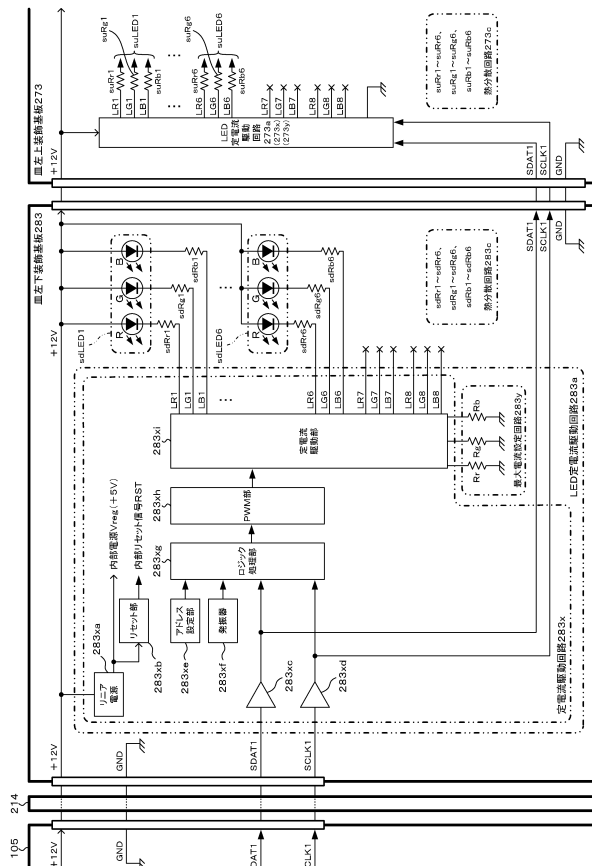 皿左上装飾基板273
+12V
suRr1
suRg1
suRb1
suLED1
suRr6
suRg6
suRb6
suLED6
LR1
LG1
LB1
LR6
LG6
LB6
LR7
LG7
LB7
LR8
LG8
LB8
LED
定電流
駆動
回路
273a
(273x)
(273y)
suRr1~suRr6、
suRg1~suRg6、
suRb1~suRb6
熱分散回路273c
SDAT1
SCLK1
GND
皿左下装飾基板283
+12V
sdLED1
R
G
B
sdRr1
sdRg1
sdRb1
sdLED6
R
G
B
sdRr6
sdRg6
sdRb6
sdRr1~sdRr6、
sdRg1~sdRg6、
sdRb1~sdRb6
熱分散回路283c
SDAT1
SCLK1
GND
LR1
LG1
LB1
LR6
LG6
LB6
LR7
LG7
LB7
LR8
LG8
LB8
283xi
定電流
駆動部
Rr
Rg
Rb
最大電流設定回路283y
LED定電流駆動回路283a
定電流駆動回路283x
内部電源Vreg(+5V)
内部リセット信号RST
283xh
PWM部
283xg
ロジック
処理部
283xa
リニア
電源
283xb
リセット部
283xe
アドレス
設定部
283xf
発振器
283xc
283xd
+12V
GND
SDAT1
SCLK1
214
105
+12V
GND
SDAT1
SCLK1